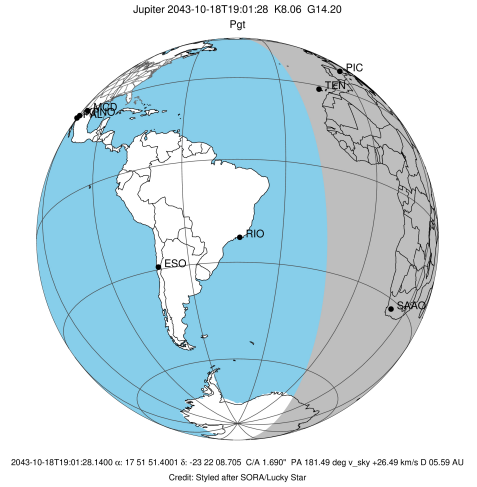 Jupiter 2043-10-18T19:01:28 K8.06 G14.20
Pgt
PIC
TEN
MCD
RIO
ESO
SAAO
2043-10-18T19:01:28.1400 α: 17 51 51.4001 δ: -23 22 08.705 C/A 1.690" PA 181.49 deg v_sky +26.49 km/s D 05.59 AU
Credit: Styled after SORA/Lucky Star